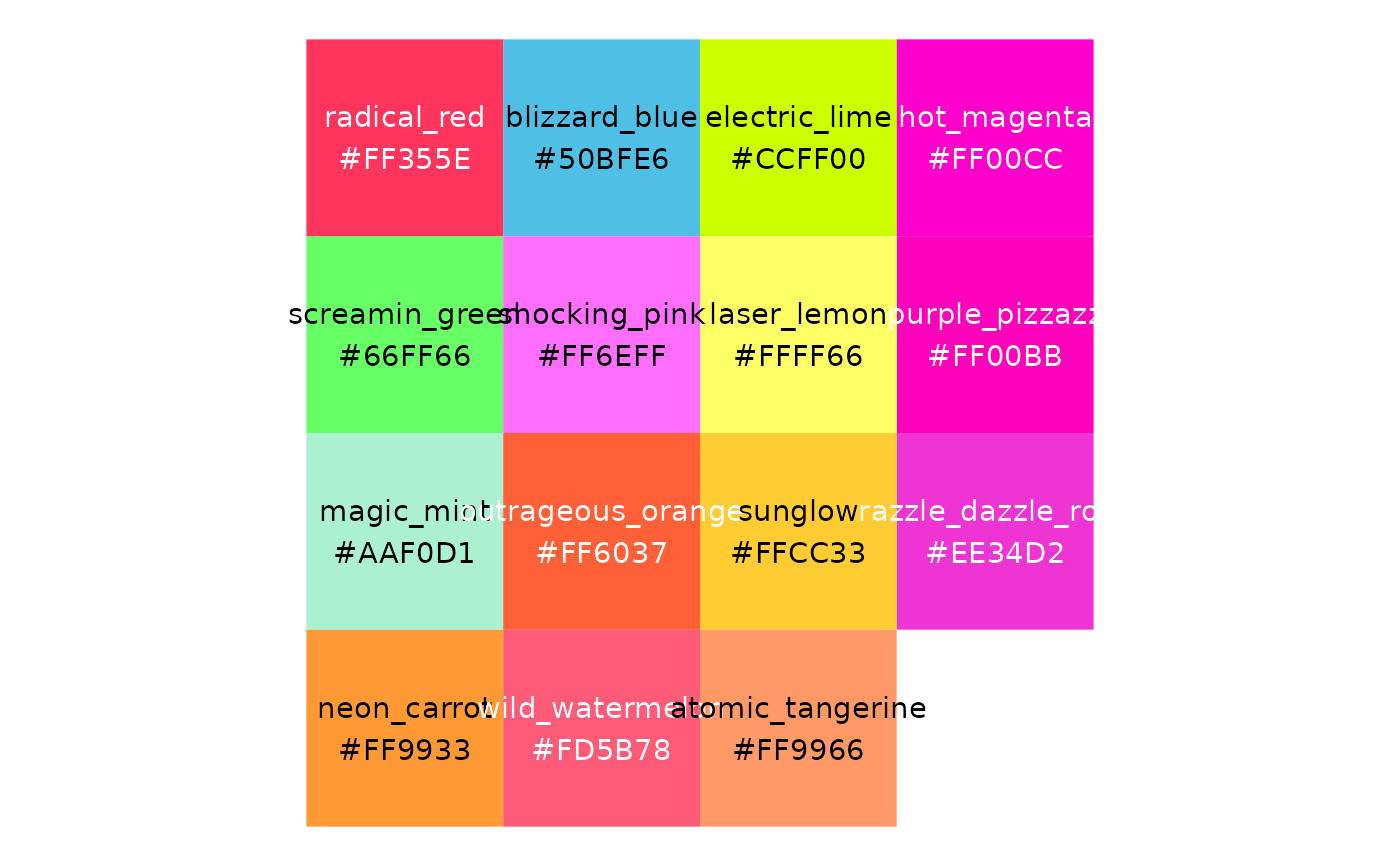 radical_red blizzard_blue electric_lime hot_magenta
#FF355E #50BFE6 #CCFF00 #FF00CC
screamin_green shocking_pink laser_lemon purple_pizzazz
#66FF66 #FF6EFF #FFFF66 #FF00BB
magic_mint outrageous_orange sunglow razzle_dazzle_ro
#AAF0D1 #FF6037 #FFCC33 #EE34D2
neon_carrot wild_watermelon atomic_tangerine
#FF9933 #FD5B78 #FF9966